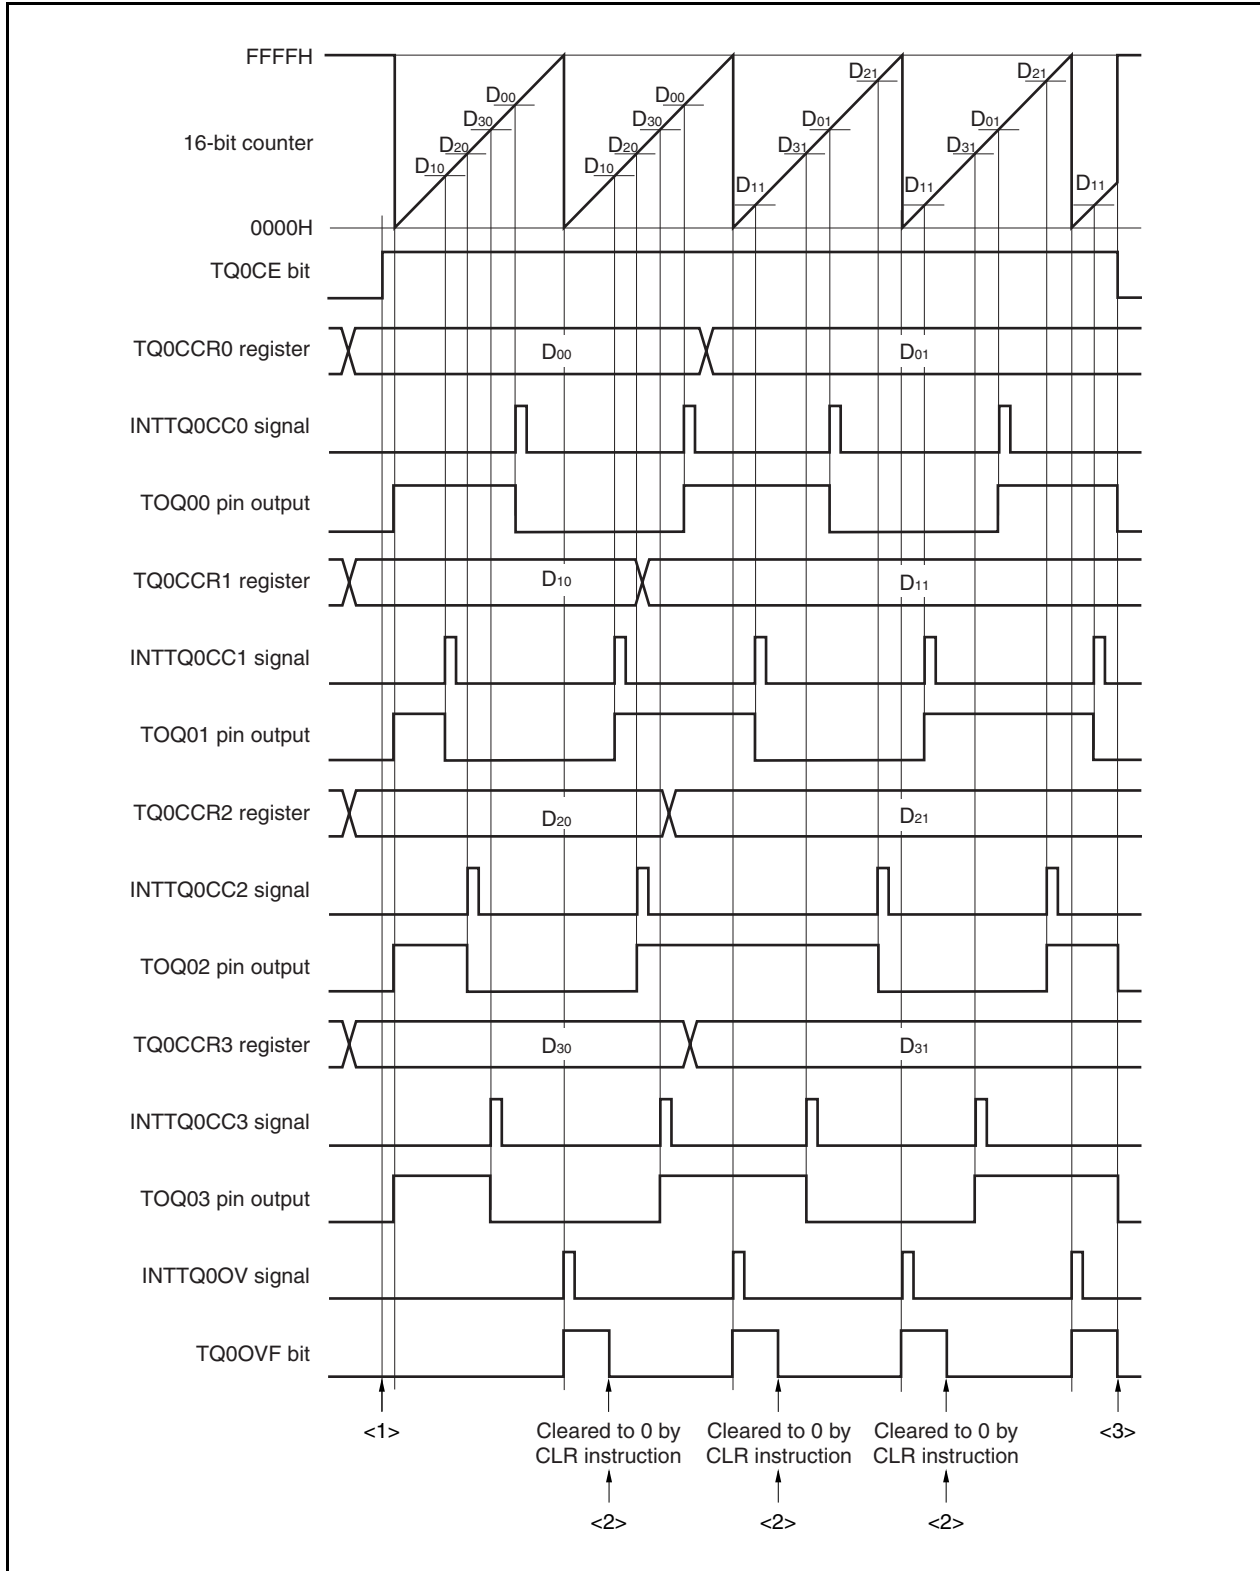 FFFFH
D21 D21
D00 D00
D30 D30 D01 D01
16-bit counter
D20 D20 D31 D31
D10 D10
D11 D11 D11
0000H
TQ0CE bit
TQ0CCR0 register D00 D01
INTTQ0CC0 signal
TOQ00 pin output
TQ0CCR1 register D10 D11
INTTQ0CC1 signal
TOQ01 pin output
TQ0CCR2 register D20 D21
INTTQ0CC2 signal
TOQ02 pin output
TQ0CCR3 register D30 D31
INTTQ0CC3 signal
TOQ03 pin output
INTTQ0OV signal
TQ0OVF bit
<1> Cleared to 0 by Cleared to 0 by Cleared to 0 by <3>
CLR instruction CLR instruction CLR instruction
<2> <2> <2>